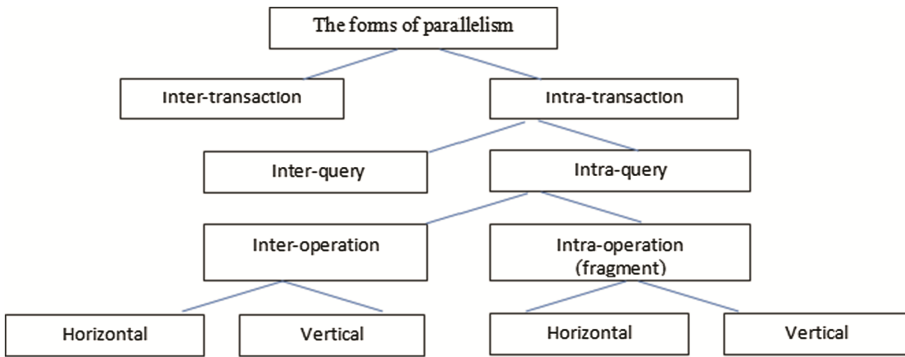 The forms of parallelism
Inter-transaction
Intra-transaction
Inter-query
Intra-query
Inter-operation
Intra-operation
(fragment)
Horizontal
Vertical
Horizontal
Vertical